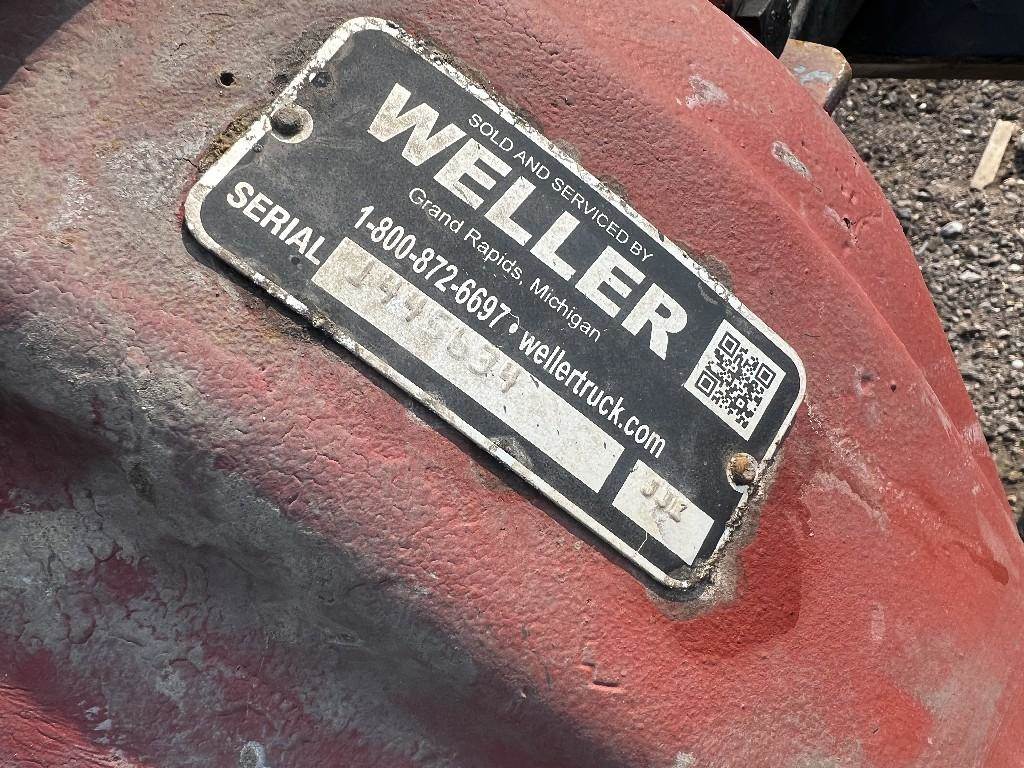 SOLD AND SERVICED BY
WELLER
Grand Rapids, Michigan
1-800-872-6697 • wellertruck.com
SERIAL